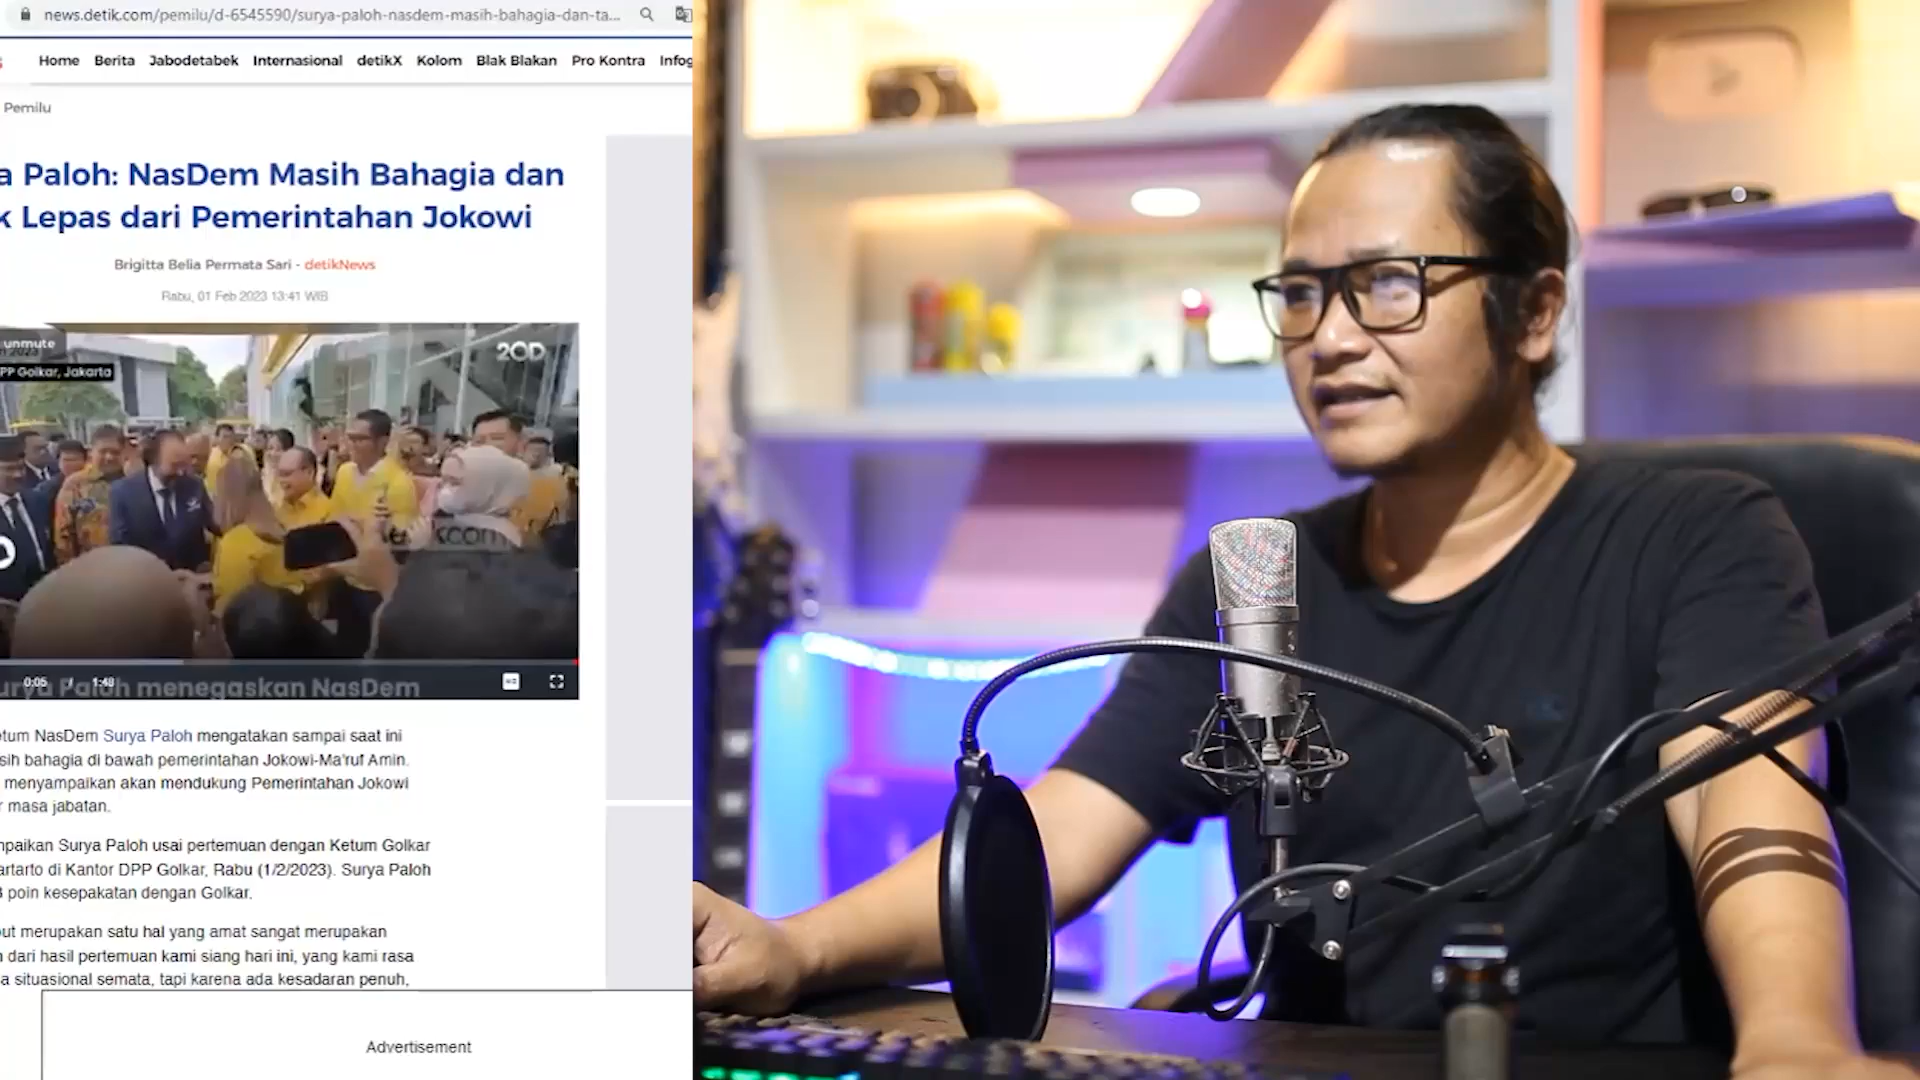 news.detik.com/pemilu/d-6545590/surya-paloh-nasdem-masih-bahagia-dan-ta...
Home Berita Jabodetabek Internasional detikX Kolom Blak Blakan Pro Kontra Infog
Pemilu
a Paloh: NasDem Masih Bahagia dan
k Lepas dari Pemerintahan Jokowi
Brigitta Belia Permata Sari - detikNews
Rabu, 01 Feb 2023 13:41 WIB
unmute
20D
PP Golkar, Jakarta
0:05 / 1:48
urya Paloh menegaskan NasDem
etum NasDem Surya Paloh mengatakan sampai saat ini
sih bahagia di bawah pemerintahan Jokowi-Ma'ruf Amin.
menyampaikan akan mendukung Pemerintahan Jokowi
r masa jabatan.
npaikan Surya Paloh usai pertemuan dengan Ketum Golkar
artarto di Kantor DPP Golkar, Rabu (1/2/2023). Surya Paloh
3 poin kesepakatan dengan Golkar.
but merupakan satu hal yang amat sangat merupakan
n dari hasil pertemuan kami siang hari ini, yang kami rasa
a situasional semata, tapi karena ada kesadaran penuh,
Advertisement